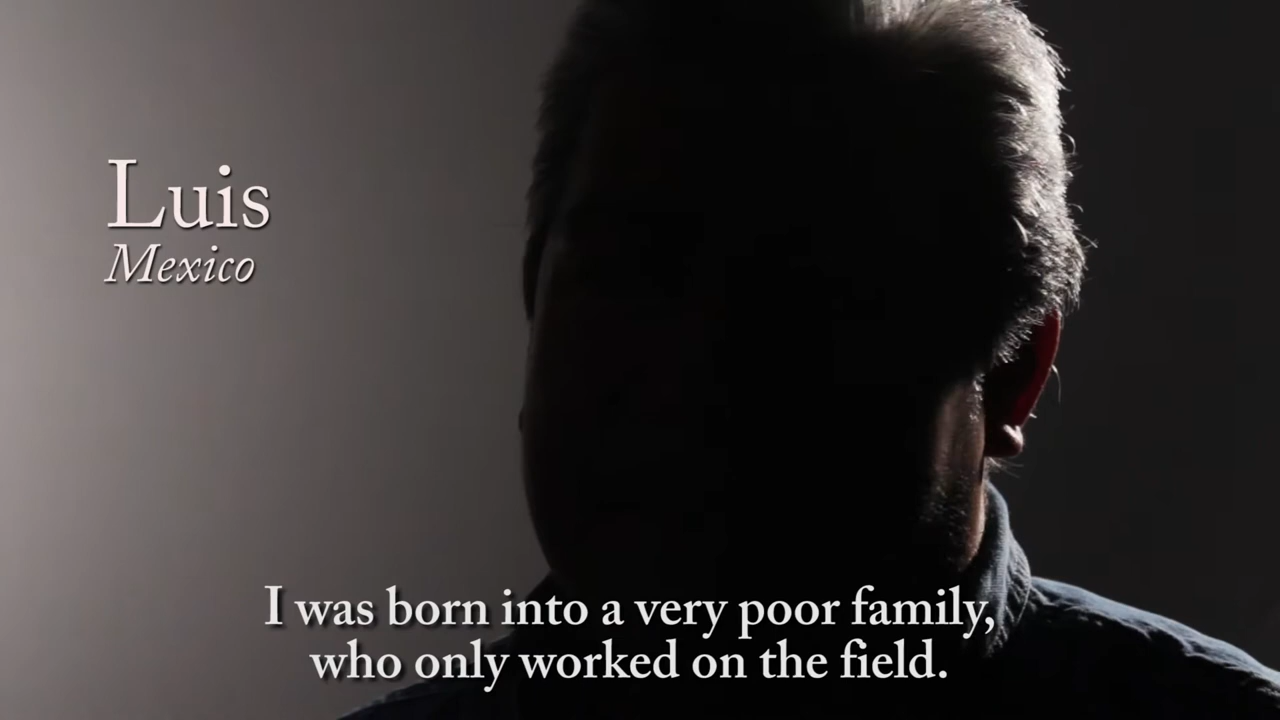 Luis
Mexico
I was born into a very poor family,
who only worked on the field.